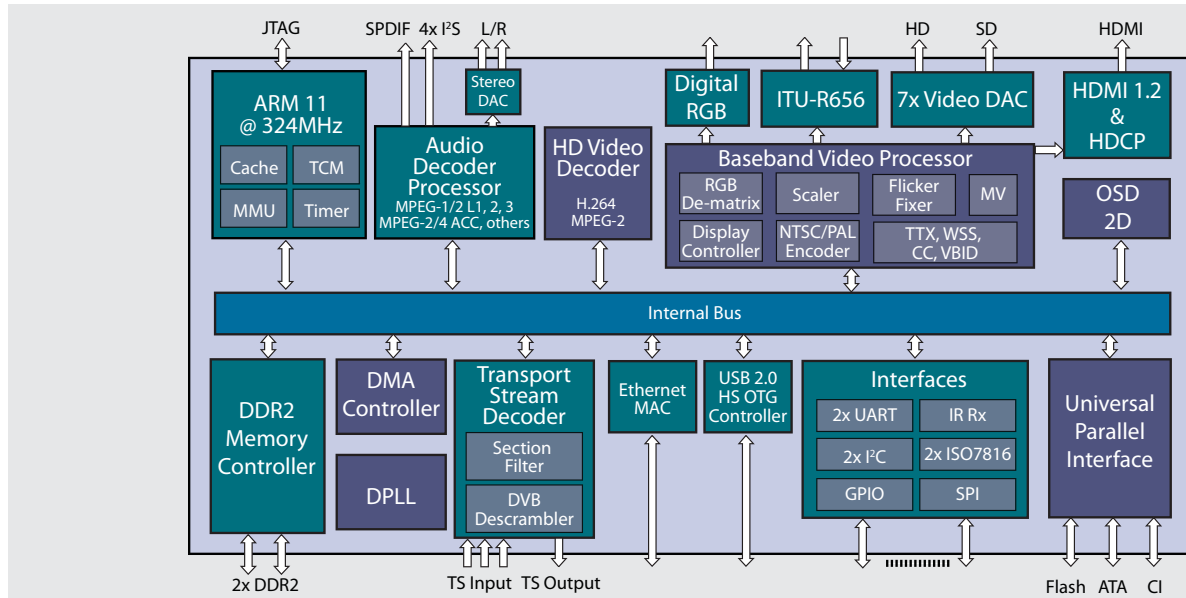 JTAG
SPDIF 4x I²S L/R
HD SD HDMI
ARM 11
@ 324MHz
Cache
TCM
MMU
Timer
Stereo
DAC
Audio
Decoder
Processor
MPEG-1/2 L1, 2, 3
MPEG-2/4 ACC, others
HD Video
Decoder
H.264
MPEG-2
Digital
RGB
ITU-R656
7x Video DAC
HDMI 1.2
&
HDCP
Baseband Video Processor
RGB
De-matrix
Scaler
Flicker
Fixer
MV
Display
Controller
NTSC/PAL
Encoder
TTX, WSS,
CC, VBID
OSD
2D
Internal Bus
DDR2
Memory
Controller
DMA
Controller
DPLL
Transport
Stream
Decoder
Section
Filter
DVB
Descrambler
Ethernet
MAC
USB 2.0
HS OTG
Controller
Interfaces
2x UART
IR Rx
2x I²C
2x ISO7816
GPIO
SPI
Universal
Parallel
Interface
2x DDR2
TS Input TS Output
Flash ATA CI